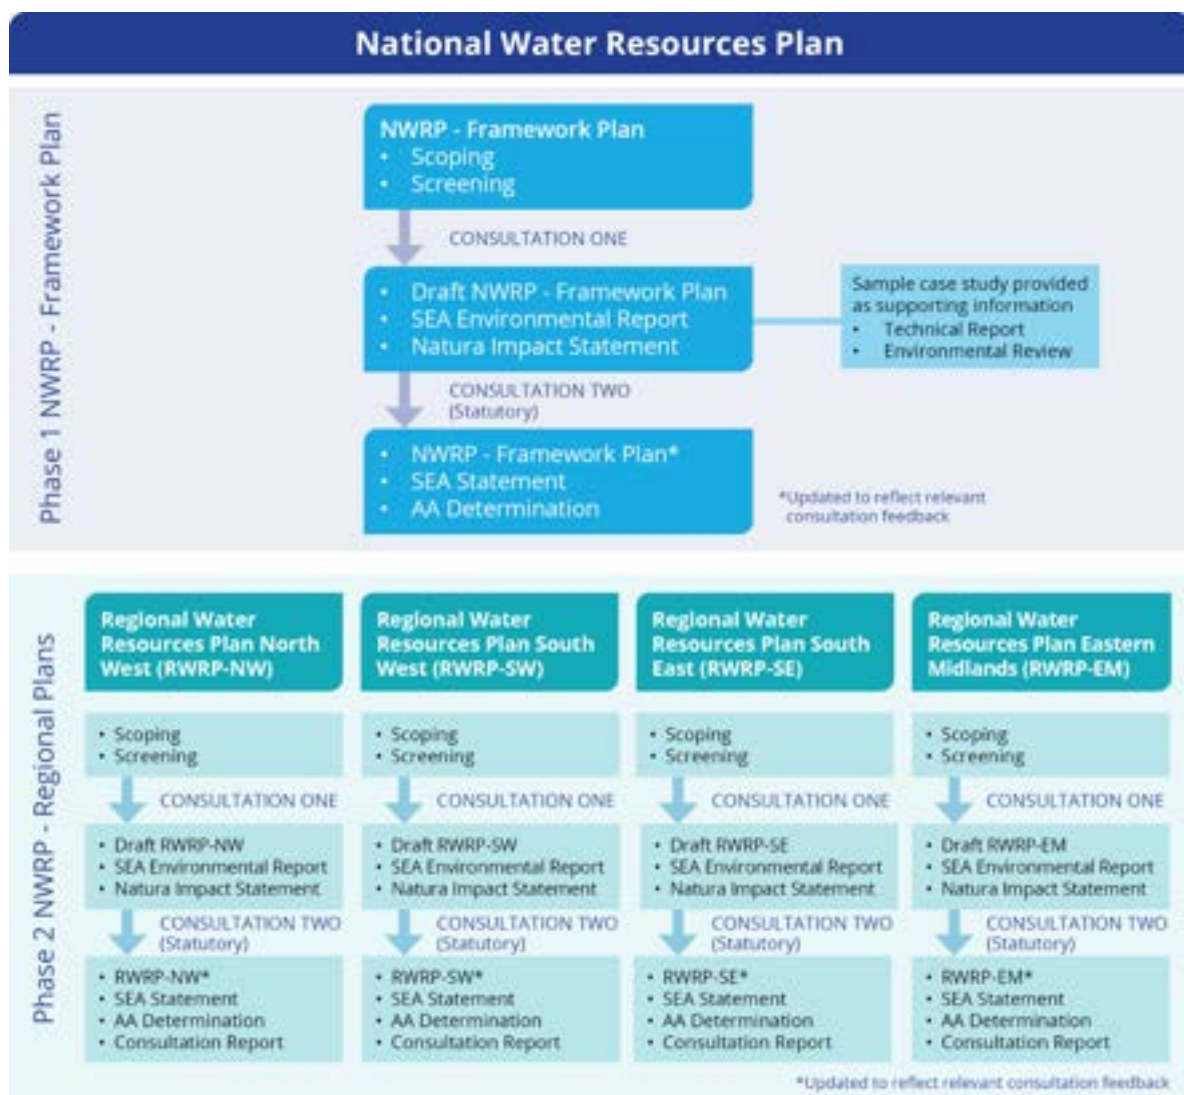 National Water Resources Plan
Phase 1 NWRP - Framework Plan
NWRP - Framework Plan
• Scoping
• Screening
CONSULTATION ONE
• Draft NWRP - Framework Plan
• SEA Environmental Report
• Natura Impact Statement
Sample case study provided
as supporting information
• Technical Report
• Environmental Review
CONSULTATION TWO
(Statutory)
• NWRP - Framework Plan*
• SEA Statement
• AA Determination
*Updated to reflect relevant
consultation feedback
Phase 2 NWRP - Regional Plans
Regional Water
Resources Plan North
West (RWRP-NW)
• Scoping
• Screening
CONSULTATION ONE
• Draft RWRP-NW
• SEA Environmental Report
• Natura Impact Statement
CONSULTATION TWO
(Statutory)
• RWRP-NW*
• SEA Statement
• AA Determination
• Consultation Report
Regional Water
Resources Plan South
West (RWRP-SW)
• Scoping
• Screening
CONSULTATION ONE
• Draft RWRP-SW
• SEA Environmental Report
• Natura Impact Statement
CONSULTATION TWO
(Statutory)
• RWRP-SW*
• SEA Statement
• AA Determination
• Consultation Report
Regional Water
Resources Plan South
East (RWRP-SE)
• Scoping
• Screening
CONSULTATION ONE
• Draft RWRP-SE
• SEA Environmental Report
• Natura Impact Statement
CONSULTATION TWO
(Statutory)
• RWRP-SE*
• SEA Statement
• AA Determination
• Consultation Report
Regional Water
Resources Plan Eastern
Midlands (RWRP-EM)
• Scoping
• Screening
CONSULTATION ONE
• Draft RWRP-EM
• SEA Environmental Report
• Natura Impact Statement
CONSULTATION TWO
(Statutory)
• RWRP-EM*
• SEA Statement
• AA Determination
• Consultation Report
*Updated to reflect relevant consultation feedback